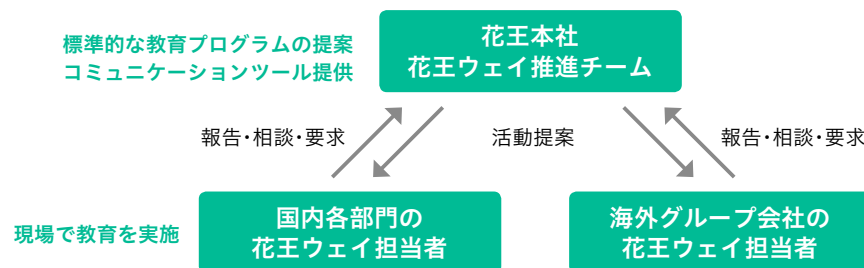 標準的な教育プログラムの提案
コミュニケーションツール提供
花王本社
花王ウェイ推進チーム
報告・相談・要求
活動提案
報告・相談・要求
現場で教育を実施
国内各部門の
花王ウェイ担当者
海外グループ会社の
花王ウェイ担当者